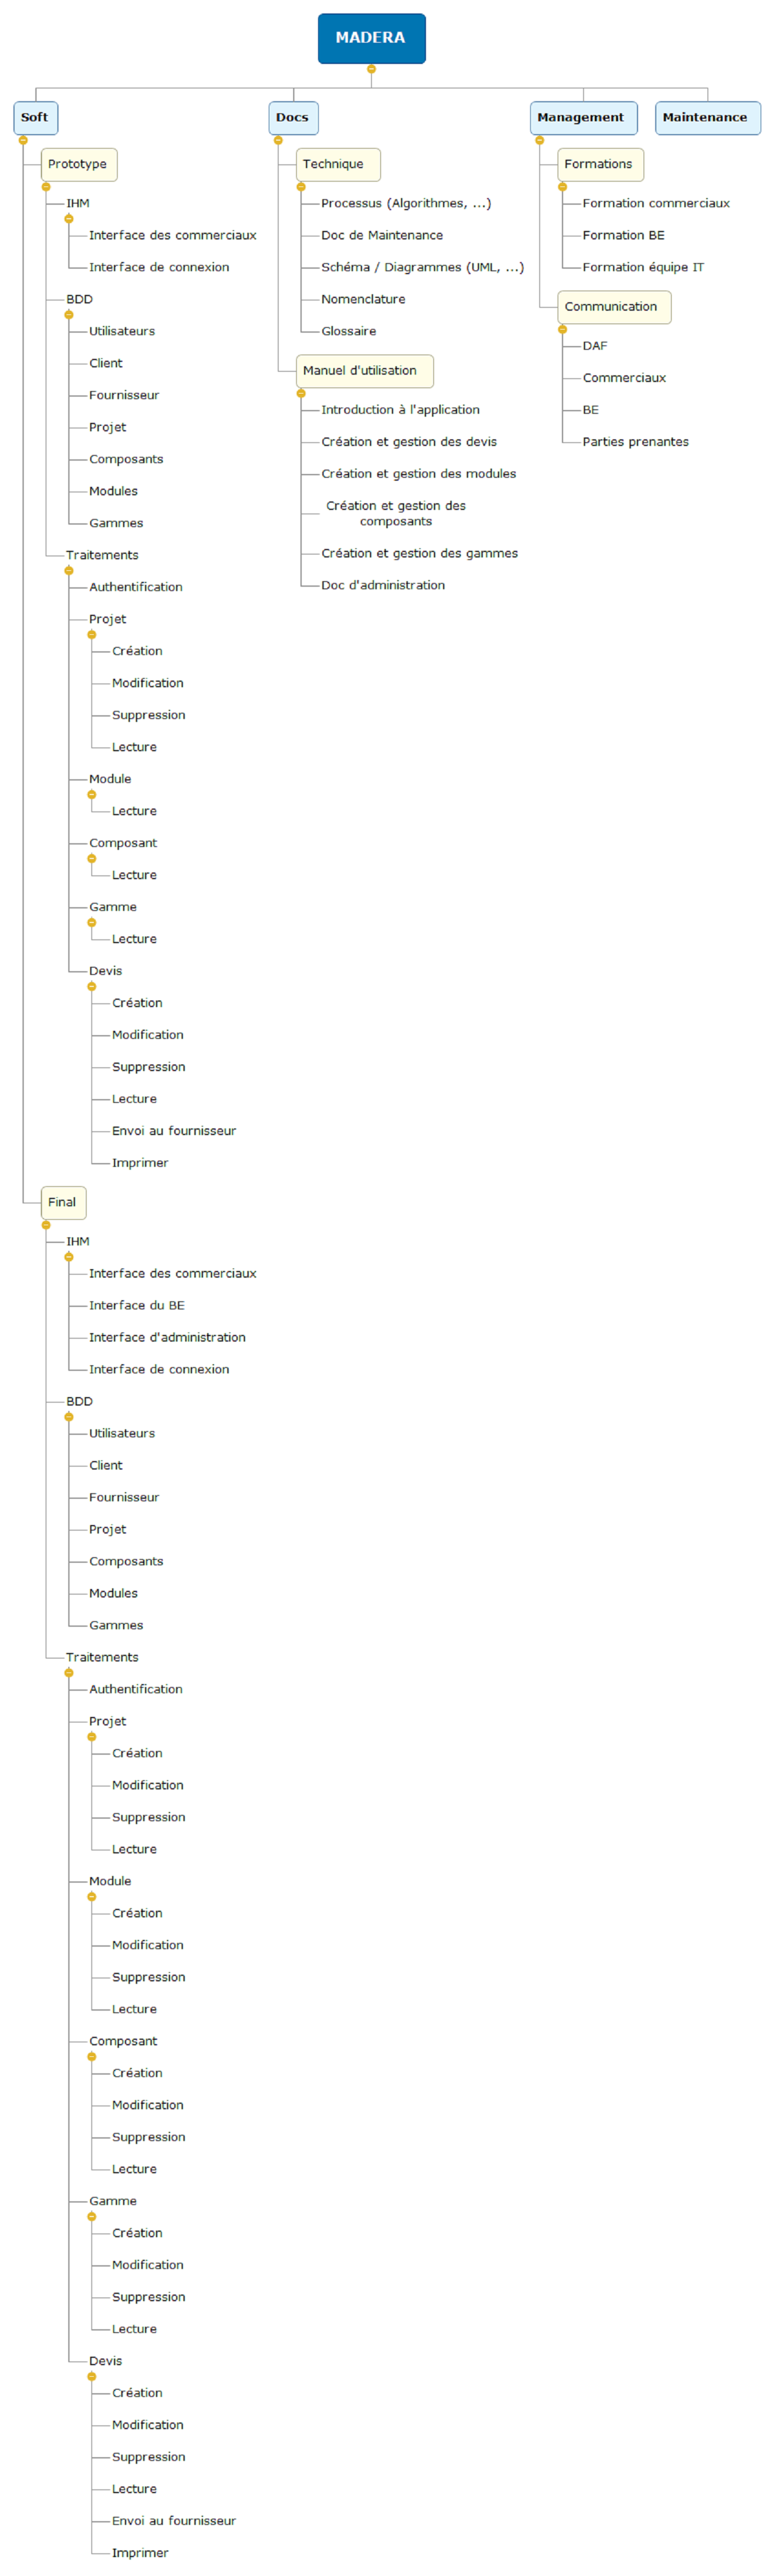 MADERA
Soft
Prototype
IHM
Interface des commerciaux
Interface de connexion
BDD
Utilisateurs
Client
Fournisseur
Projet
Composants
Modules
Gammes
Traitements
Authentification
Projet
Création
Modification
Suppression
Lecture
Module
Lecture
Composant
Lecture
Gamme
Lecture
Devis
Création
Modification
Suppression
Lecture
Envoi au fournisseur
Imprimer
Final
IHM
Interface des commerciaux
Interface du BE
Interface d'administration
Interface de connexion
BDD
Utilisateurs
Client
Fournisseur
Projet
Composants
Modules
Gammes
Traitements
Authentification
Projet
Création
Modification
Suppression
Lecture
Module
Création
Modification
Suppression
Lecture
Composant
Création
Modification
Suppression
Lecture
Gamme
Création
Modification
Suppression
Lecture
Devis
Création
Modification
Suppression
Lecture
Envoi au fournisseur
Imprimer
Docs
Technique
Processus (Algorithmes, ...)
Doc de Maintenance
Schéma / Diagrammes (UML, ...)
Nomenclature
Glossaire
Manuel d'utilisation
Introduction à l'application
Création et gestion des devis
Création et gestion des modules
Création et gestion des
composants
Création et gestion des gammes
Doc d'administration
Management
Formations
Formation commerciaux
Formation BE
Formation équipe IT
Communication
DAF
Commerciaux
BE
Parties prenantes
Maintenance